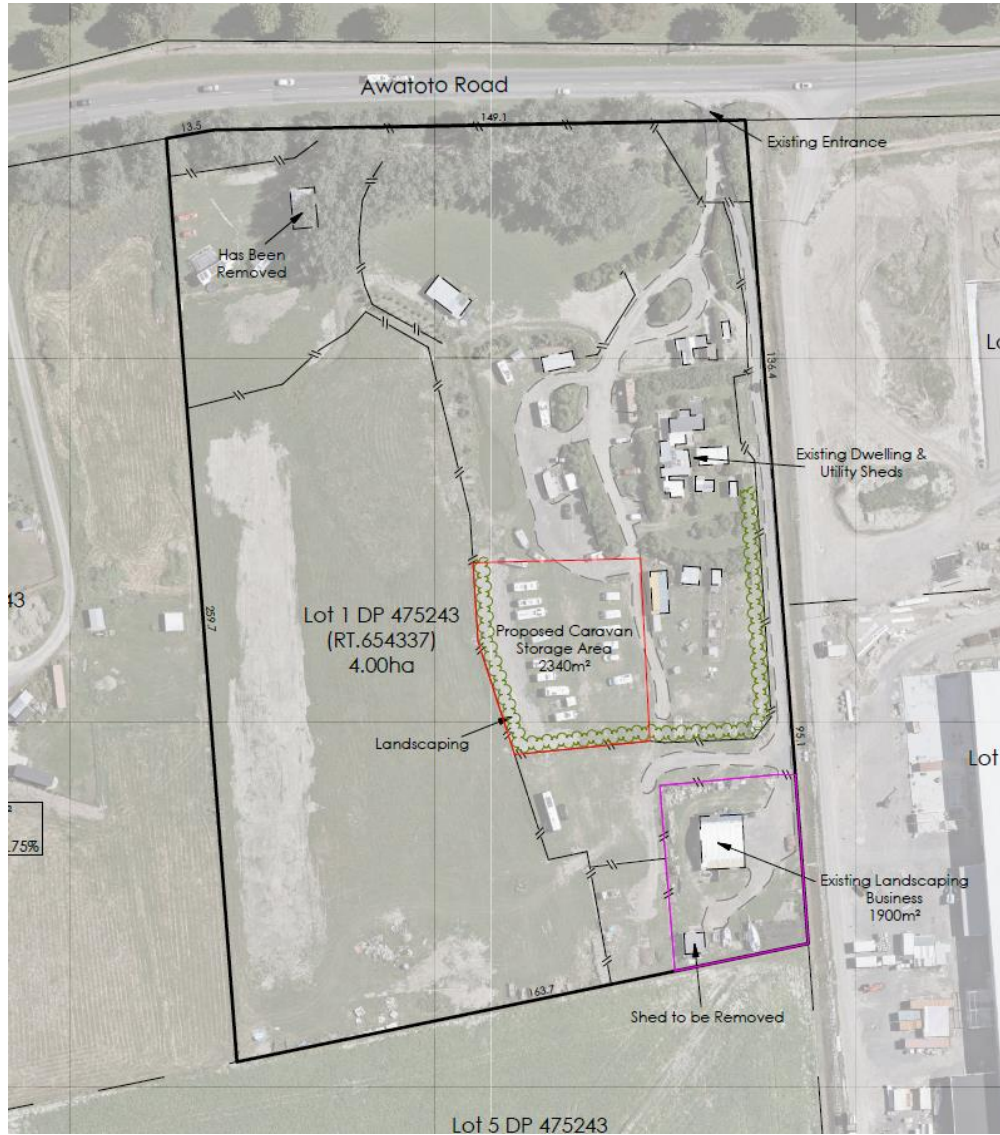 Awatoto Road
13.5
149.1
Existing Entrance
Has Been
Removed
Lo
136.4
Existing Dwelling &
Utility Sheds
43
259.7
Lot 1 DP 475243
(RT.654337)
4.00ha
Proposed Caravan
Storage Area
2340m²
Landscaping
95.1
Lot
²
.75%
Existing Landscaping
Business
1900m²
163.7
Shed to be Removed
Lot 5 DP 475243